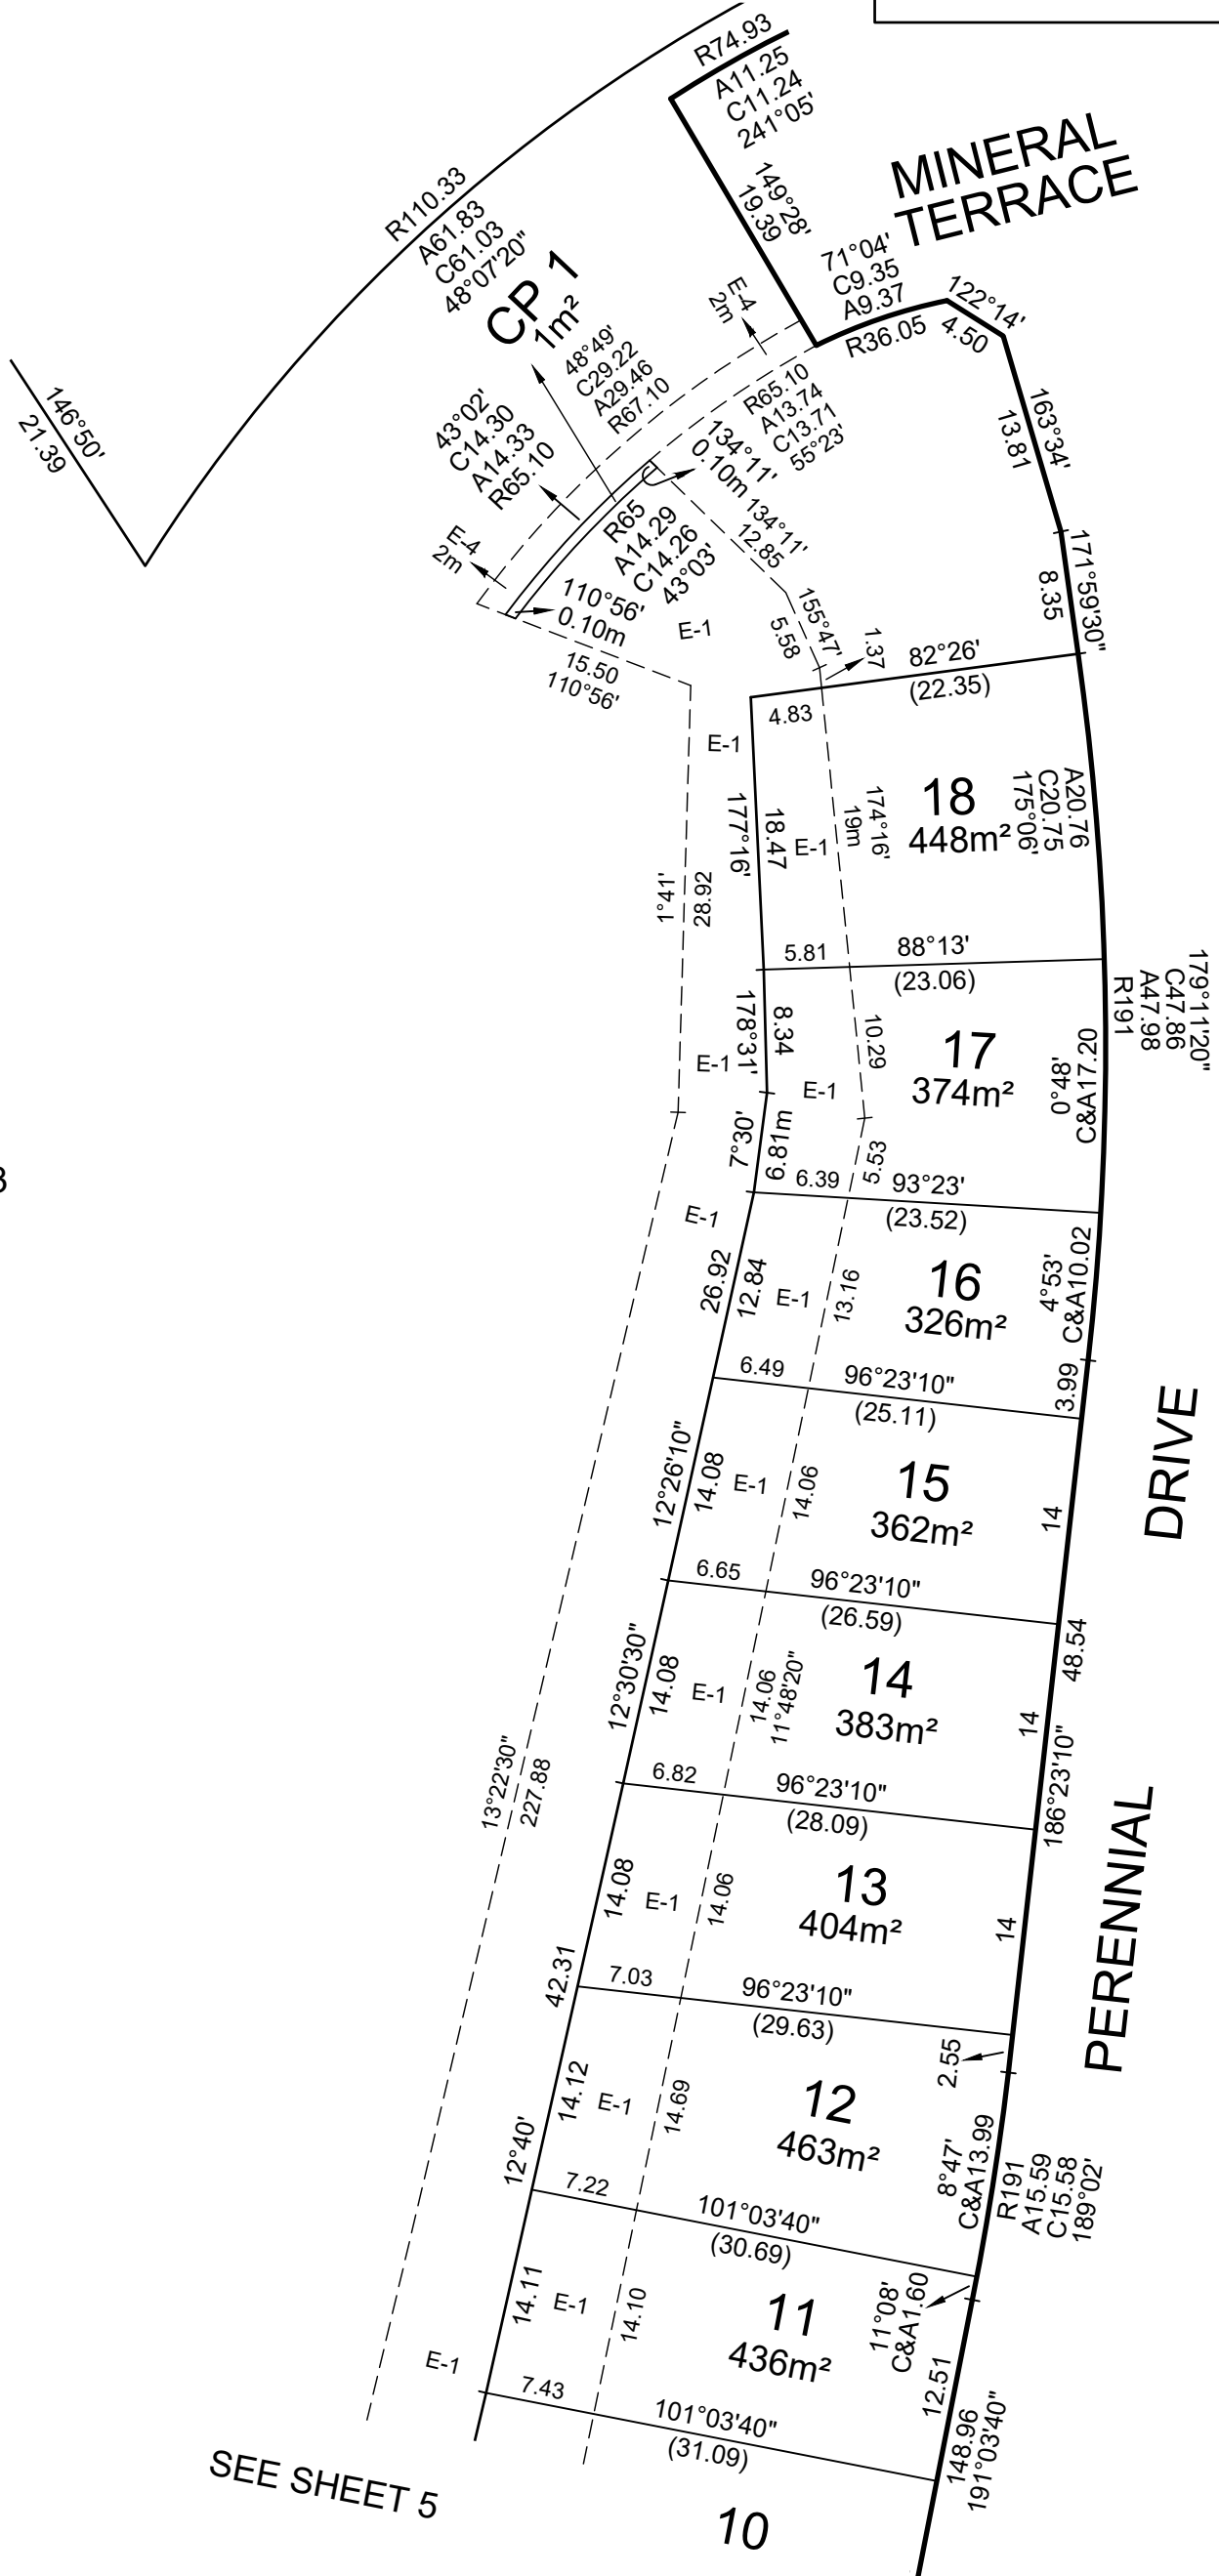 R74.93
A11.25
C11.24
241°05'
149°28'
19.39
MINERAL
TERRACE
R110.33
A61.83
C61.03
48°07'20"
CP 1
1m²
71°04'
C9.35
A9.37
R36.05
122°14'
4.50
E-4
2m
48°49'
C29.22
A29.46
R67.10
R65.10
A13.74
C13.71
55°23'
163°34'
13.81
146°50'
21.39
43°02'
C14.30
A14.33
R65.10
134°11'
0.10m
134°11'
12.85
R65
A14.29
C14.26
43°03'
E-4
2m
110°56'
0.10m
E-1
15.50
110°56'
155°47'
5.58
1.37
171°59'30"
8.35
82°26'
(22.35)
4.83
E-1
177°16'
18.47
E-1
174°16'
19m
18
448m²
A20.76
C20.75
175°06'
1°41'
28.92
5.81
88°13'
(23.06)
179°11'20"
C47.86
A47.98
R191
178°31'
8.34
10.29
17
374m²
0°48'
C&A17.20
E-1
E-1
7°30'
6.81m
5.53
6.39
93°23'
(23.52)
E-1
26.92
12.84
E-1
13.16
16
326m²
4°53'
C&A10.02
6.49
96°23'10"
(25.11)
3.99
DRIVE
12°26'10"
14.08
E-1
14.06
15
362m²
14
6.65
96°23'10"
(26.59)
48.54
12°30'30"
14.08
E-1
14.06
11°48'20"
14
383m²
14
186°23'10"
13°22'30"
227.88
6.82
96°23'10"
(28.09)
PERENNIAL
14.08
E-1
14.06
13
404m²
14
42.31
7.03
96°23'10"
(29.63)
2.55
14.12
E-1
14.69
12
463m²
8°47'
C&A13.99
R191
A15.59
C15.58
189°02'
12°40'
7.22
101°03'40"
(30.69)
14.11
E-1
14.10
11
436m²
11°08'
C&A1.60
12.51
E-1
7.43
101°03'40"
(31.09)
148.96
191°03'40"
SEE SHEET 5
10